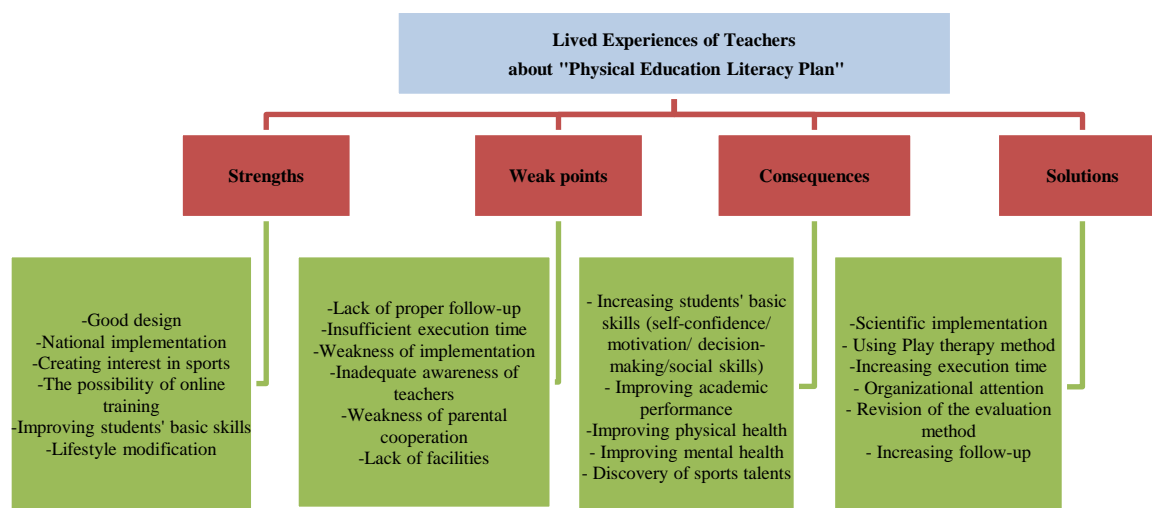 Lived Experiences of Teachers
about "Physical Education Literacy Plan"
Strengths
Weak points
Consequences
Solutions
-Good design
-National implementation
-Creating interest in sports
-The possibility of online
training
-Improving students' basic skills
-Lifestyle modification
-Lack of proper follow-up
-Insufficient execution time
-Weakness of implementation
-Inadequate awareness of
teachers
-Weakness of parental
cooperation
-Lack of facilities
- Increasing students' basic
skills (self-confidence/
motivation/ decision-
making/social skills)
- Improving academic
performance
-Improving physical health
- Improving mental health
- Discovery of sports talents
-Scientific implementation
- Using Play therapy method
-Increasing execution time
- Organizational attention
- Revision of the evaluation
method
- Increasing follow-up